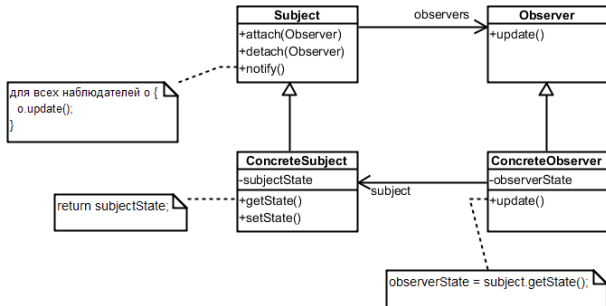 Subject
+attach(Observer)
+detach(Observer)
+notify()
observers
Observer
+update()
для всех наблюдателей o {
o.update();
}
ConcreteSubject
-subjectState
+getState()
+setState()
subject
ConcreteObserver
-observerState
+update()
return subjectState;
observerState = subject.getState();